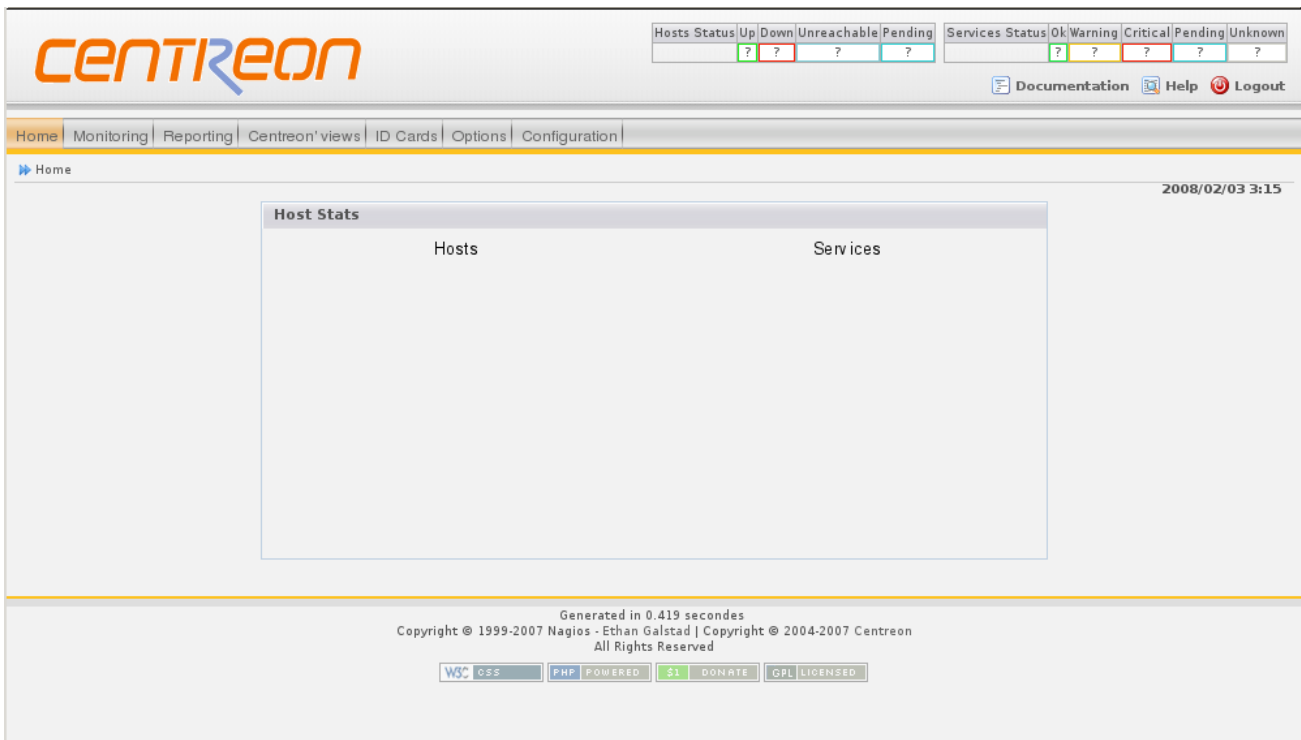 centreon
Hosts Status Up Down Unreachable Pending
? ? ? ?
Services Status Ok Warning Critical Pending Unknown
? ? ? ? ?
Documentation Help Logout
Home Monitoring Reporting Centreon'views ID Cards Options Configuration
Home
2008/02/03 3:15
Host Stats
Hosts Services
Generated in 0.419 secondes
Copyright © 1999-2007 Nagios - Ethan Galstad | Copyright © 2004-2007 Centreon
All Rights Reserved
W3C CSS PHP POWERED $1 DONATE GPL LICENSED